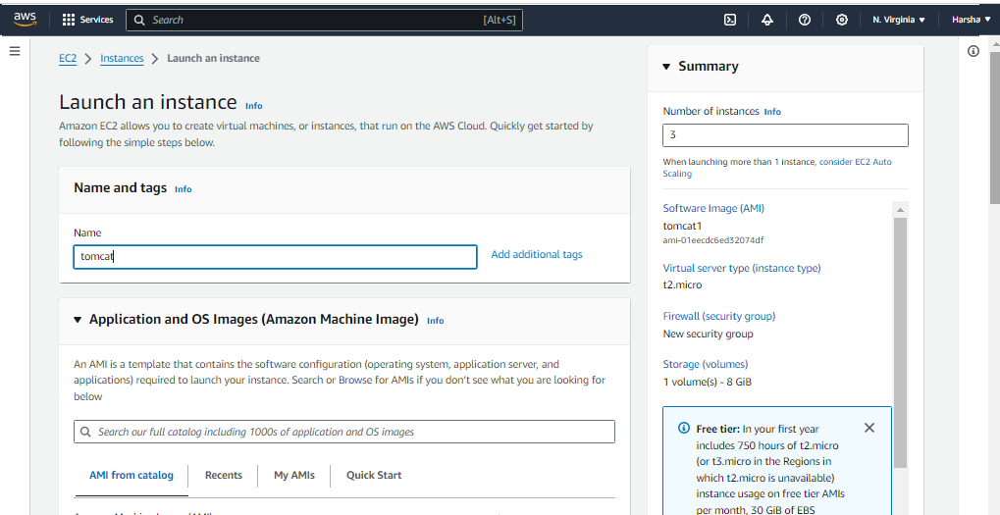 aws Services Search [Alt+S] N. Virginia Harsha
EC2 Instances Launch an instance
Launch an instance Info
Amazon EC2 allows you to create virtual machines, or instances, that run on the AWS Cloud. Quickly get started by
following the simple steps below.
Name and tags Info
Name
tomcat
Add additional tags
Application and OS Images (Amazon Machine Image) Info
An AMI is a template that contains the software configuration (operating system, application server, and
applications) required to launch your instance. Search or Browse for AMIs if you don't see what you are looking for
below
Search our full catalog including 1000s of application and OS images
AMI from catalog Recents My AMIs Quick Start
Summary
Number of instances Info
3
When launching more than 1 instance, consider EC2 Auto
Scaling
Software Image (AMI)
tomcat1
ami-01eecdc6ed32074df
Virtual server type (instance type)
t2.micro
Firewall (security group)
New security group
Storage (volumes)
1 volume(s) - 8 GiB
Free tier: In your first year
includes 750 hours of t2.micro
(or t3.micro in the Regions in
which t2.micro is unavailable)
instance usage on free tier AMIs
per month, 30 GiB of EBS